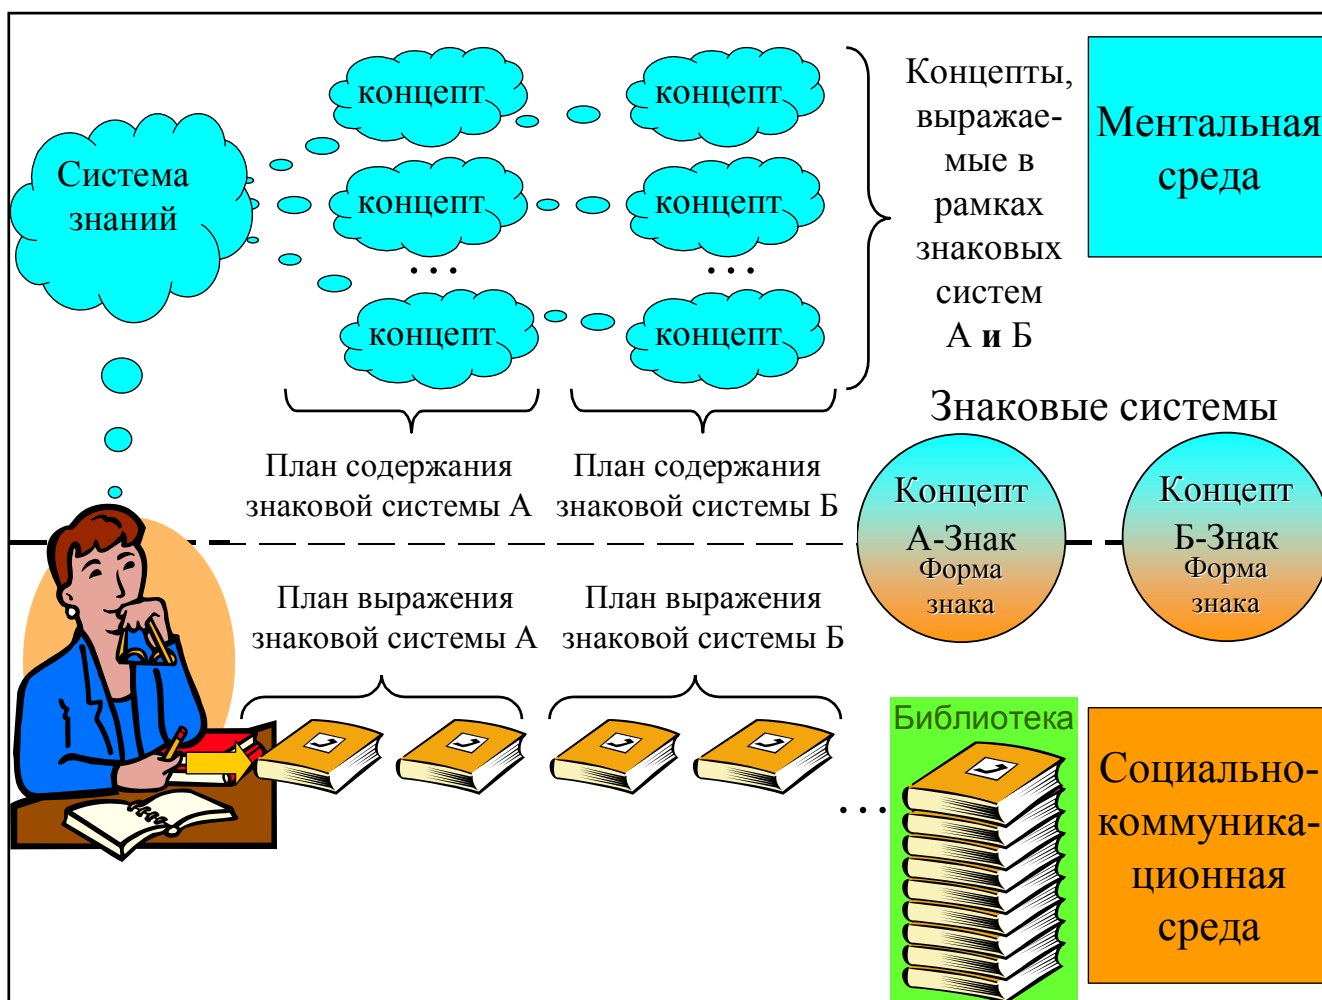 Система
знаний
концепт
концепт
концепт
концепт
. . .
. . .
концепт
концепт
Концепты,
выражае-
мые в
рамках
знаковых
систем
А и Б
Ментальная
среда
План содержания
знаковой системы А
План содержания
знаковой системы Б
Знаковые системы
Концепт
А-Знак
Форма
знака
Концепт
Б-Знак
Форма
знака
План выражения
знаковой системы А
План выражения
знаковой системы Б
. . .
Библиотека
Социально-
коммуника-
ционная
среда